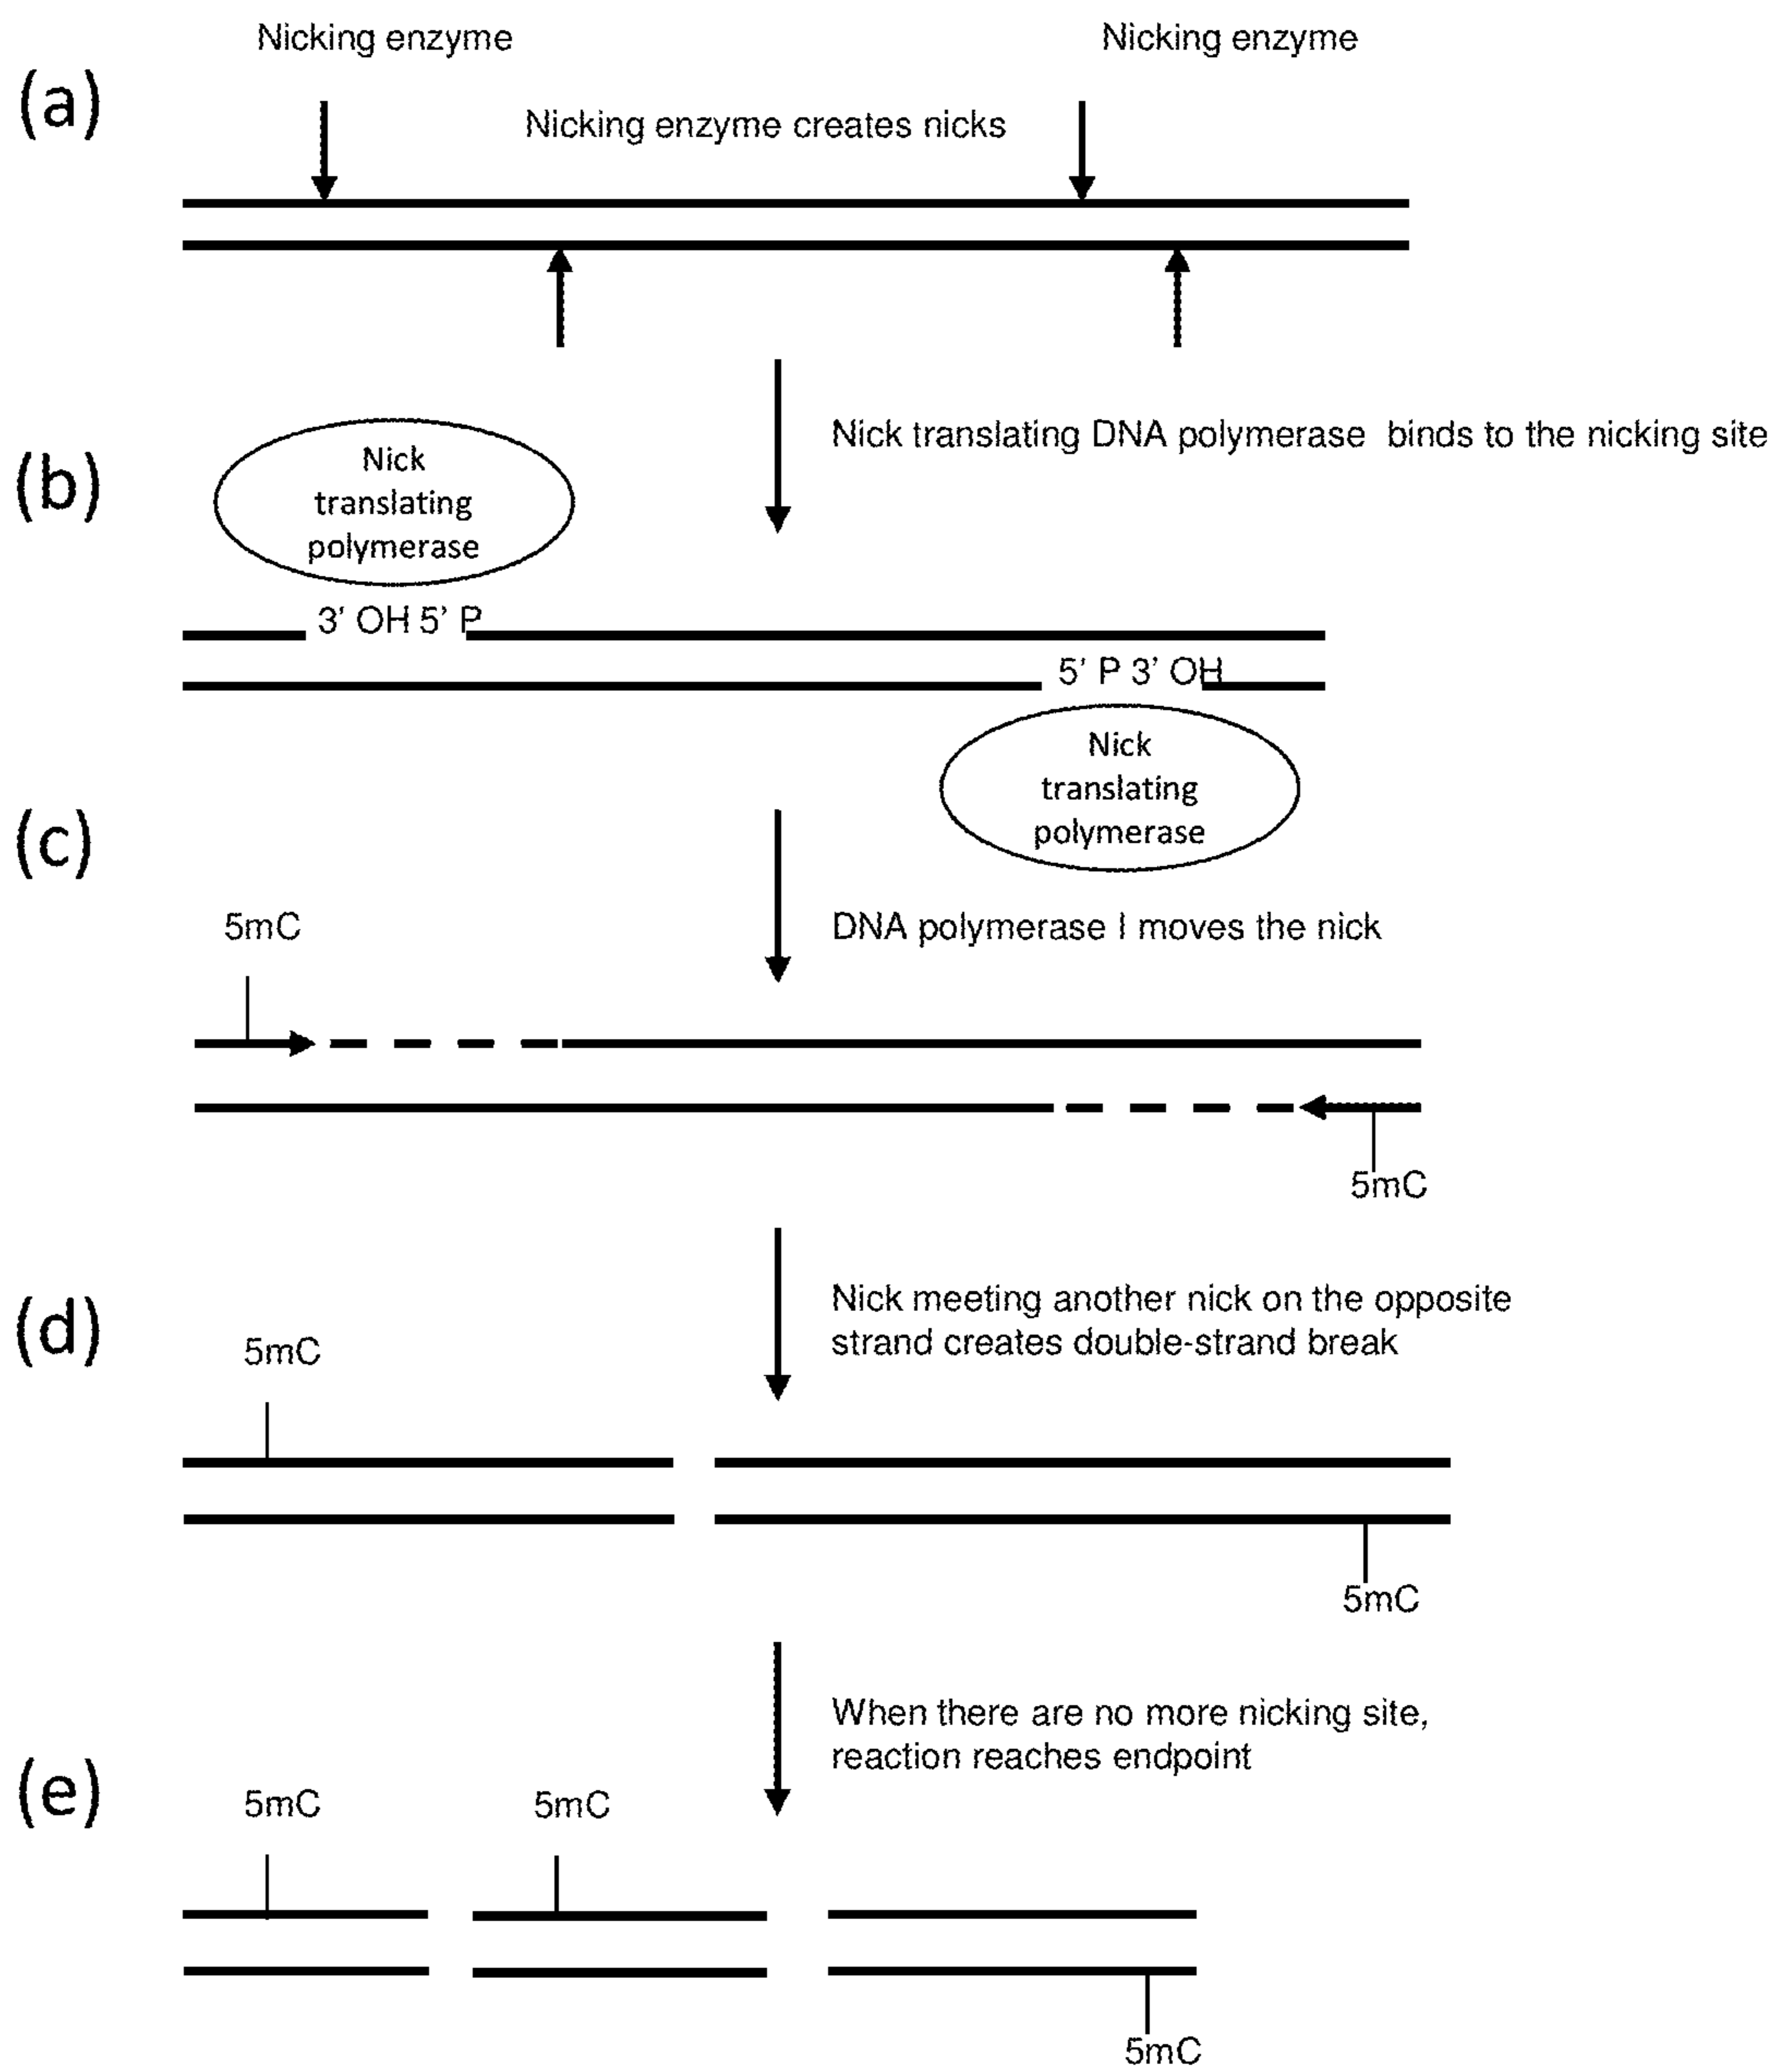 Nicking enzyme
Nicking enzyme
(a)
Nicking enzyme creates nicks
Nick translating DNA polymerase binds to the nicking site
(b)
Nick
translating
polymerase
3' OH 5' P
5' P 3' OH
Nick
translating
polymerase
(c)
5mC
DNA polymerase I moves the nick
5mC
Nick meeting another nick on the opposite
strand creates double-strand break
(d)
5mC
5mC
When there are no more nicking site,
reaction reaches endpoint
(e)
5mC
5mC
5mC